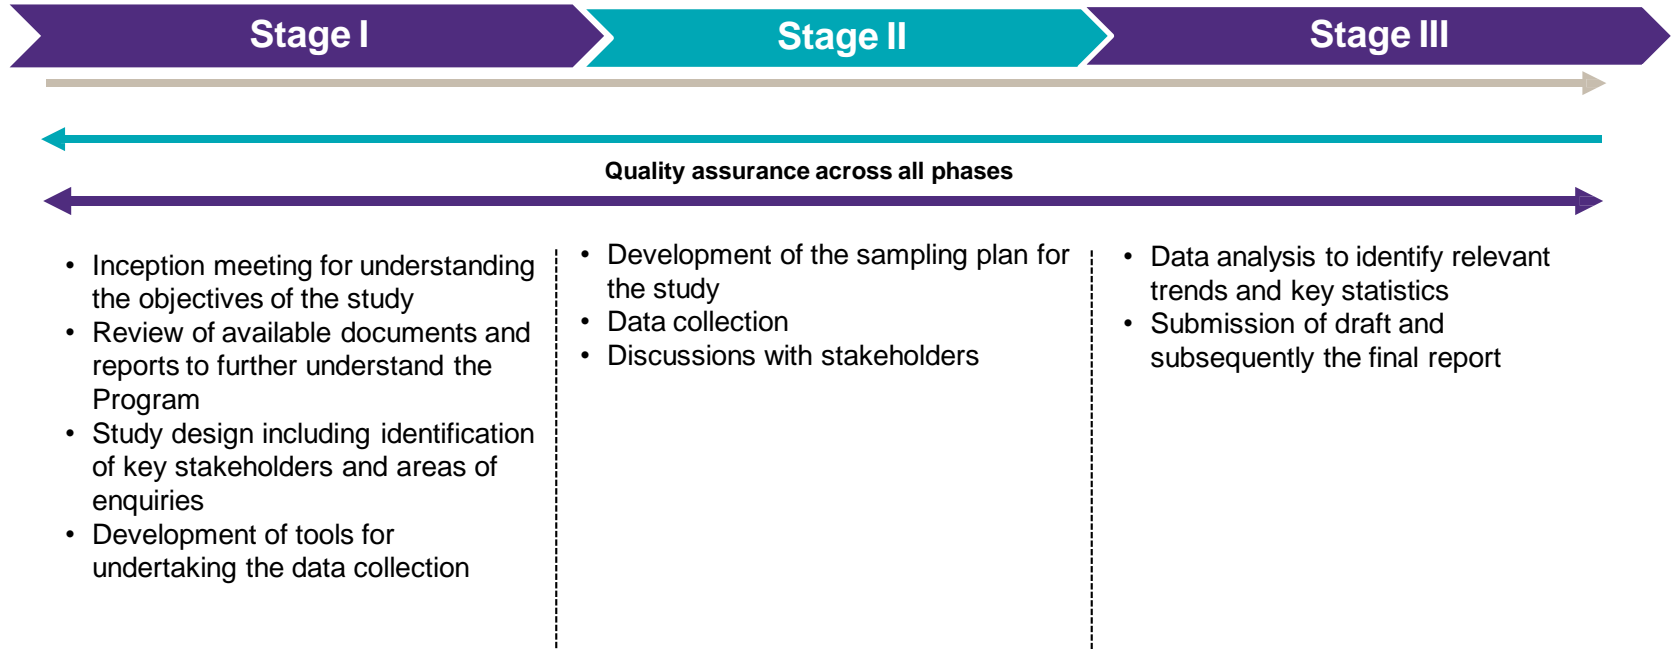 Stage I
Stage II
Stage III
Quality assurance across all phases
• Inception meeting for understanding
the objectives of the study
• Review of available documents and
reports to further understand the
Program
• Study design including identification
of key stakeholders and areas of
enquiries
• Development of tools for
undertaking the data collection
• Development of the sampling plan for
the study
• Data collection
• Discussions with stakeholders
• Data analysis to identify relevant
trends and key statistics
• Submission of draft and
subsequently the final report